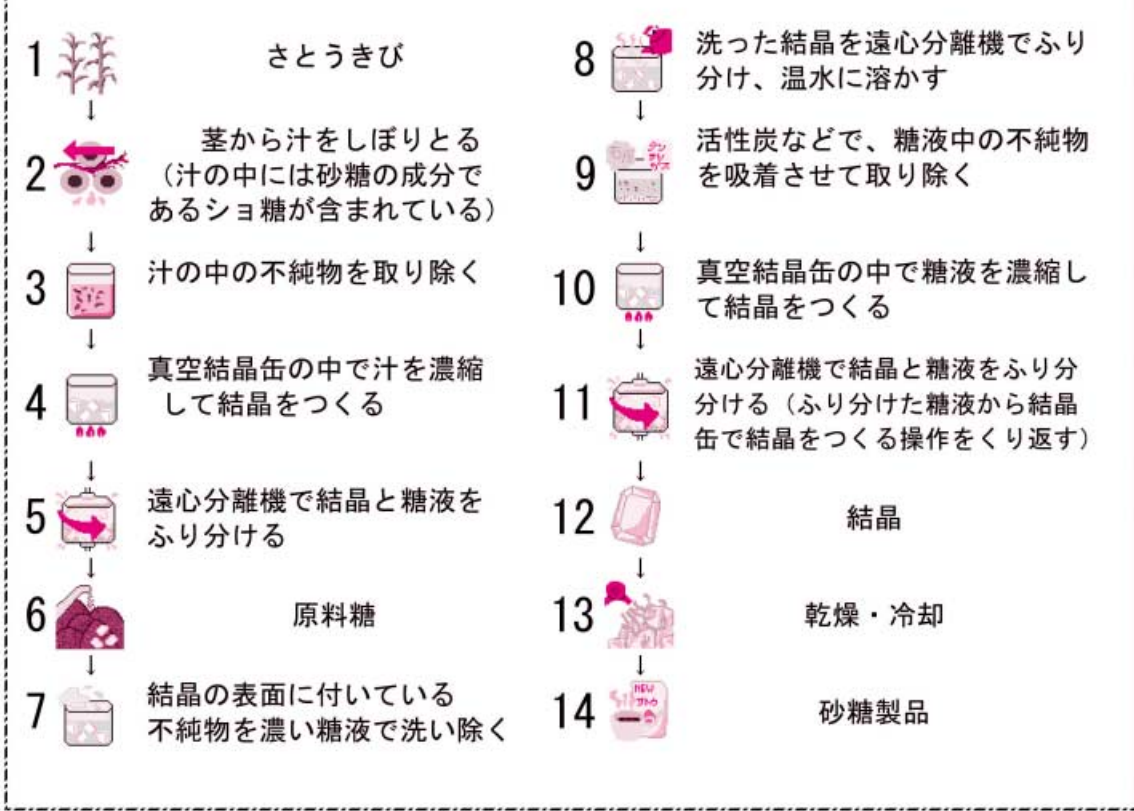 1 さとうきび
↓
2 茎から汁をしぼりとる
（汁の中には砂糖の成分で
あるショ糖が含まれている）
↓
3 汁の中の不純物を取り除く
↓
4 真空結晶缶の中で汁を濃縮
して結晶をつくる
↓
5 遠心分離機で結晶と糖液を
ふり分ける
↓
6 原料糖
↓
7 結晶の表面に付いている
不純物を濃い糖液で洗い除く
8 洗った結晶を遠心分離機でふり
分け、温水に溶かす
↓
9 活性炭などで、糖液中の不純物
を吸着させて取り除く
↓
10 真空結晶缶の中で糖液を濃縮し
て結晶をつくる
↓
11 遠心分離機で結晶と糖液をふり分
分ける（ふり分けた糖液から結晶
缶で結晶をつくる操作をくり返す）
↓
12 結晶
↓
13 乾燥・冷却
↓
14 砂糖製品
NEW